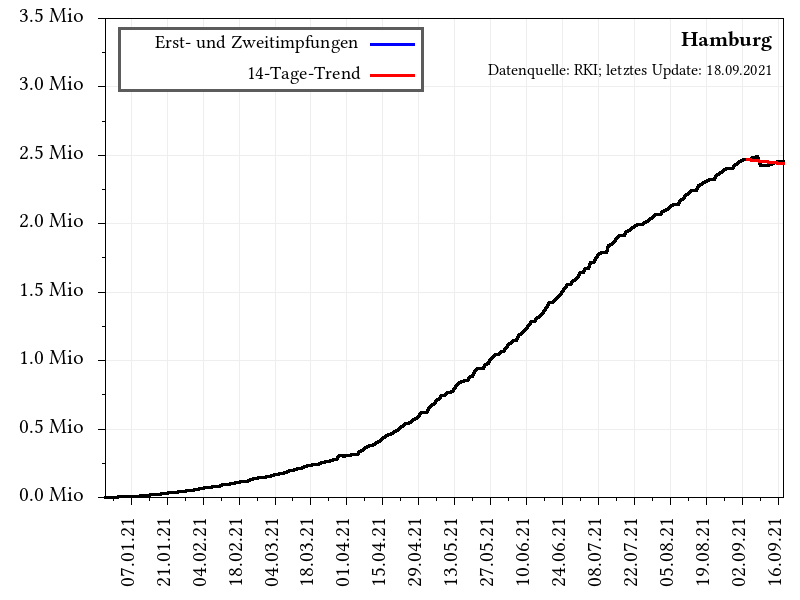 3.5 Mio
Erst- und Zweitimpfungen
Hamburg
14-Tage-Trend
Datenquelle: RKI; letztes Update: 18.09.2021
3.0 Mio
2.5 Mio
2.0 Mio
1.5 Mio
1.0 Mio
0.5 Mio
0.0 Mio
07.01.21
21.01.21
04.02.21
18.02.21
04.03.21
18.03.21
01.04.21
15.04.21
29.04.21
13.05.21
27.05.21
10.06.21
24.06.21
08.07.21
22.07.21
05.08.21
19.08.21
02.09.21
16.09.21